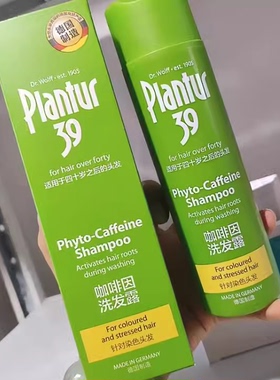 德国
制造
Dr. Wolff • est. 1905
Plantur
39
for hair over forty
适用于四十岁之后的头发
Phyto-Caffeine
Shampoo
Activates hair roots
during washing
咖啡因
洗发露
For coloured
and stressed hair
针对染色头发
MADE IN GERMANY
德国制造
Dr. Wolff • est. 1905
Plantur
39
for hair over forty
适用于四十岁之后的头发
Phyto-Caffeine
Shampoo
Activates hair roots
during washing
咖啡因
洗发露
For coloured
and stressed hair
针对染色头发
MADE IN GERMANY
德国制造